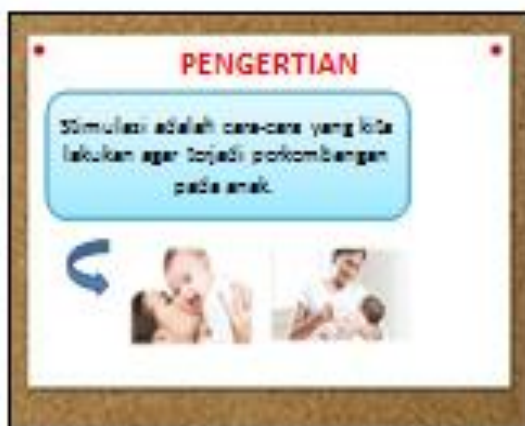 PENGERTIAN
Stimulasi adalah cara-cara yang kita
lakukan agar terjadi perkembangan
pada anak.